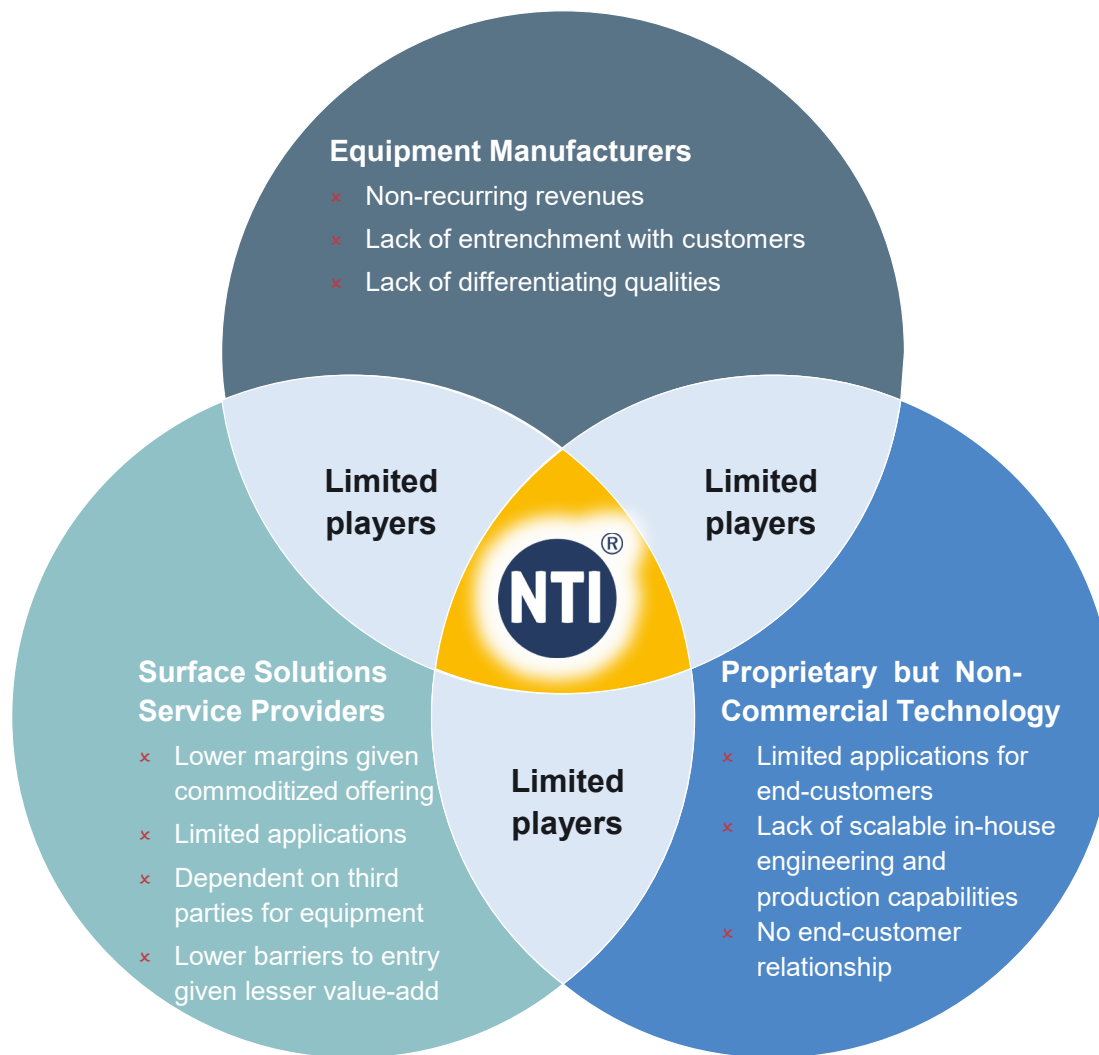 Equipment Manufacturers
× Non-recurring revenues
× Lack of entrenchment with customers
× Lack of differentiating qualities
Limited
players
Limited
players
NTI®
Surface Solutions
Service Providers
× Lower margins given
commoditized offering
× Limited applications
× Dependent on third
parties for equipment
× Lower barriers to entry
given lesser value-add
Limited
players
Proprietary but Non-
Commercial Technology
× Limited applications for
end-customers
× Lack of scalable in-house
engineering and
production capabilities
× No end-customer
relationship